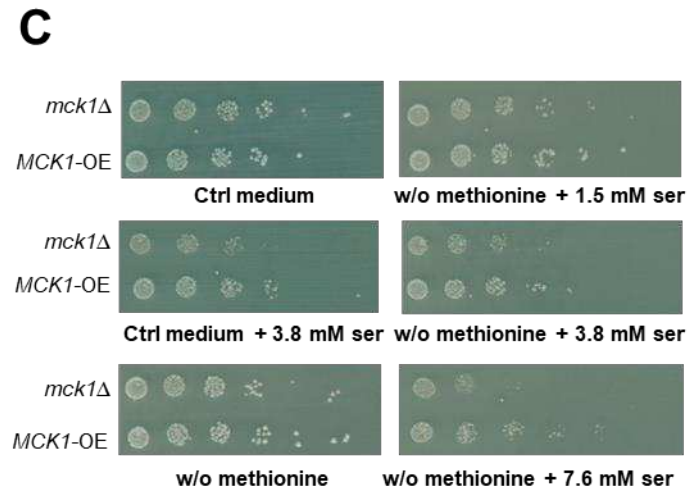 C
mck1Δ
MCK1-OE
Ctrl medium
w/o methionine + 1.5 mM ser
mck1Δ
MCK1-OE
Ctrl medium + 3.8 mM ser
w/o methionine + 3.8 mM ser
mck1Δ
MCK1-OE
w/o methionine
w/o methionine + 7.6 mM ser